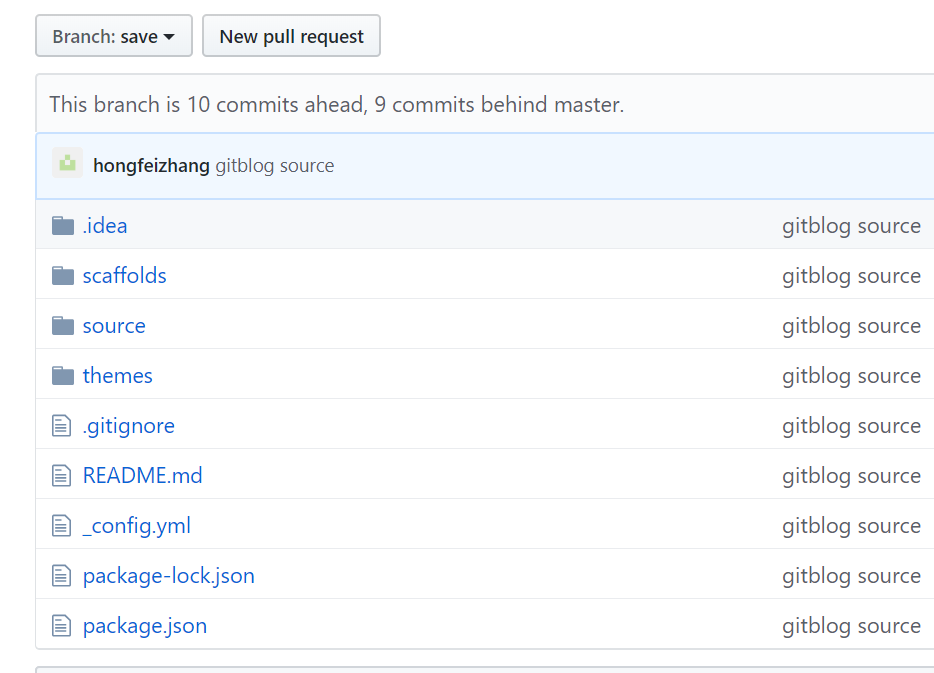 Branch: save New pull request
This branch is 10 commits ahead, 9 commits behind master.
hongfeizhang gitblog source
.idea gitblog source
scaffolds gitblog source
source gitblog source
themes gitblog source
.gitignore gitblog source
README.md gitblog source
_config.yml gitblog source
package-lock.json gitblog source
package.json gitblog source